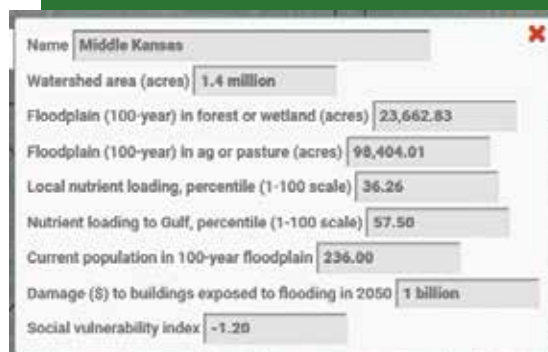 Name Middle Kansas
Watershed area (acres) 1.4 million
Floodplain (100-year) in forest or wetland (acres) 23,662.83
Floodplain (100-year) in ag or pasture (acres) 98,404.01
Local nutrient loading, percentile (1-100 scale) 36.26
Nutrient loading to Gulf, percentile (1-100 scale) 57.50
Current population in 100-year floodplain 236.00
Damage ($) to buildings exposed to flooding in 2050 1 billion
Social vulnerability index -1.20